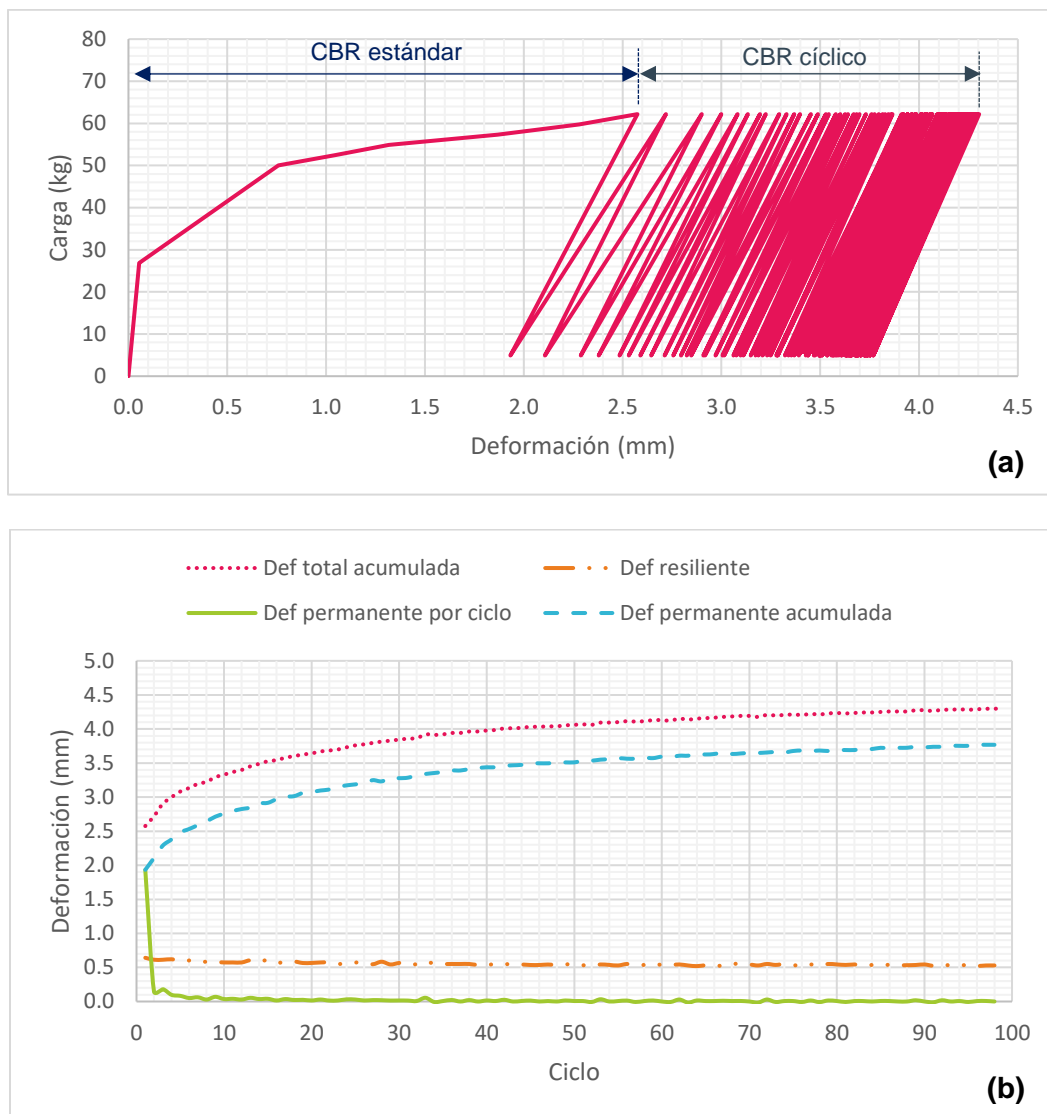 CBR estándar
CBR cíclico
80
70
60
50
40
30
20
10
0
Carga (kg)
0.0 0.5 1.0 1.5 2.0 2.5 3.0 3.5 4.0 4.5
Deformación (mm)
(a)
Def total acumulada
Def resiliente
Def permanente por ciclo
Def permanente acumulada
5.0
4.5
4.0
3.5
3.0
2.5
2.0
1.5
1.0
0.5
0.0
Deformación (mm)
0 10 20 30 40 50 60 70 80 90 100
Ciclo
(b)